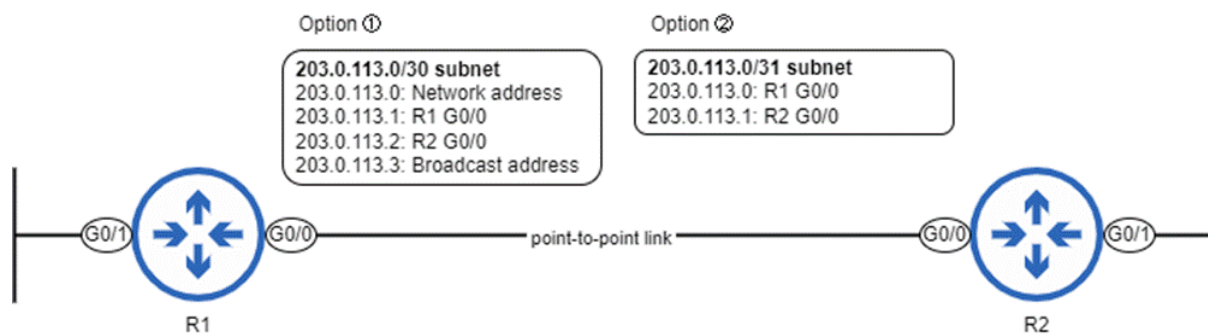 Option ①
203.0.113.0/30 subnet
203.0.113.0: Network address
203.0.113.1: R1 G0/0
203.0.113.2: R2 G0/0
203.0.113.3: Broadcast address
Option ②
203.0.113.0/31 subnet
203.0.113.0: R1 G0/0
203.0.113.1: R2 G0/0
G0/1
G0/0
point-to-point link
G0/0
G0/1
R1
R2